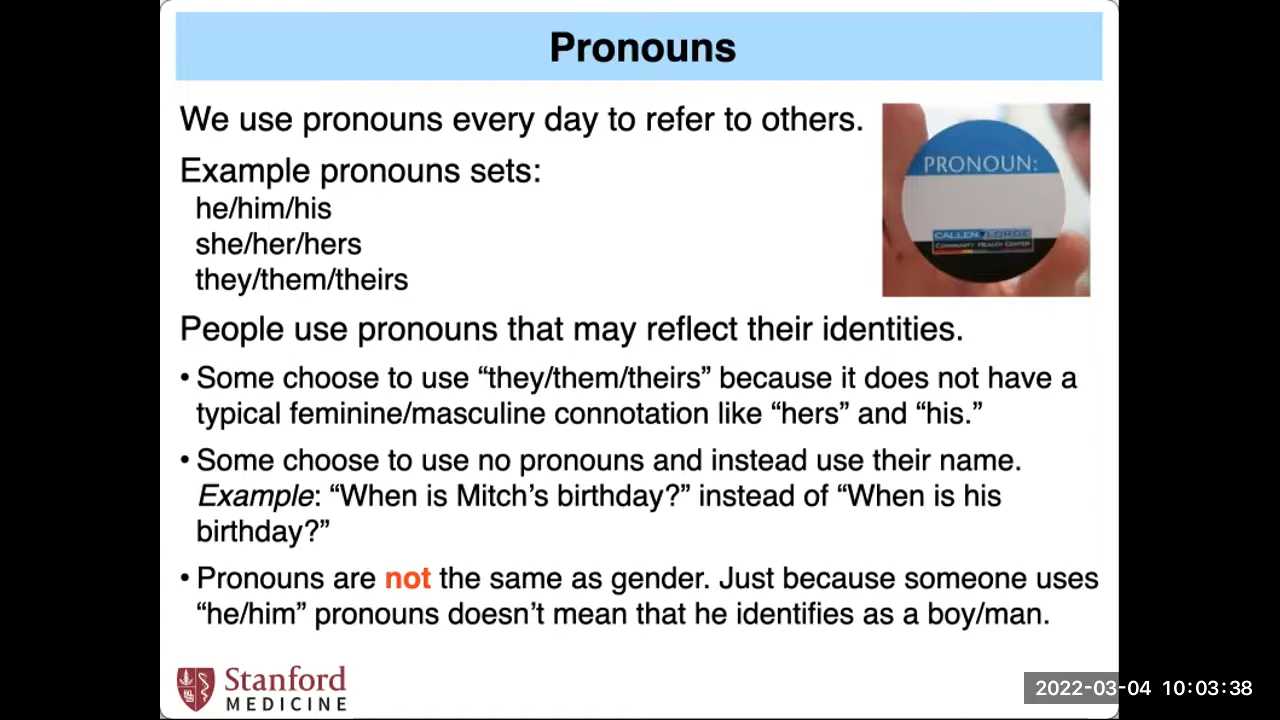 Pronouns
We use pronouns every day to refer to others.
Example pronouns sets:
he/him/his
she/her/hers
they/them/theirs
PRONOUN:
CALLEN LORDE
COMMUNITY HEALTH CENTER
People use pronouns that may reflect their identities.
• Some choose to use “they/them/theirs” because it does not have a
typical feminine/masculine connotation like “hers” and “his.”
• Some choose to use no pronouns and instead use their name.
Example: “When is Mitch’s birthday?” instead of “When is his
birthday?”
• Pronouns are not the same as gender. Just because someone uses
“he/him” pronouns doesn’t mean that he identifies as a boy/man.
Stanford
MEDICINE
2022-03-04 10:03:38